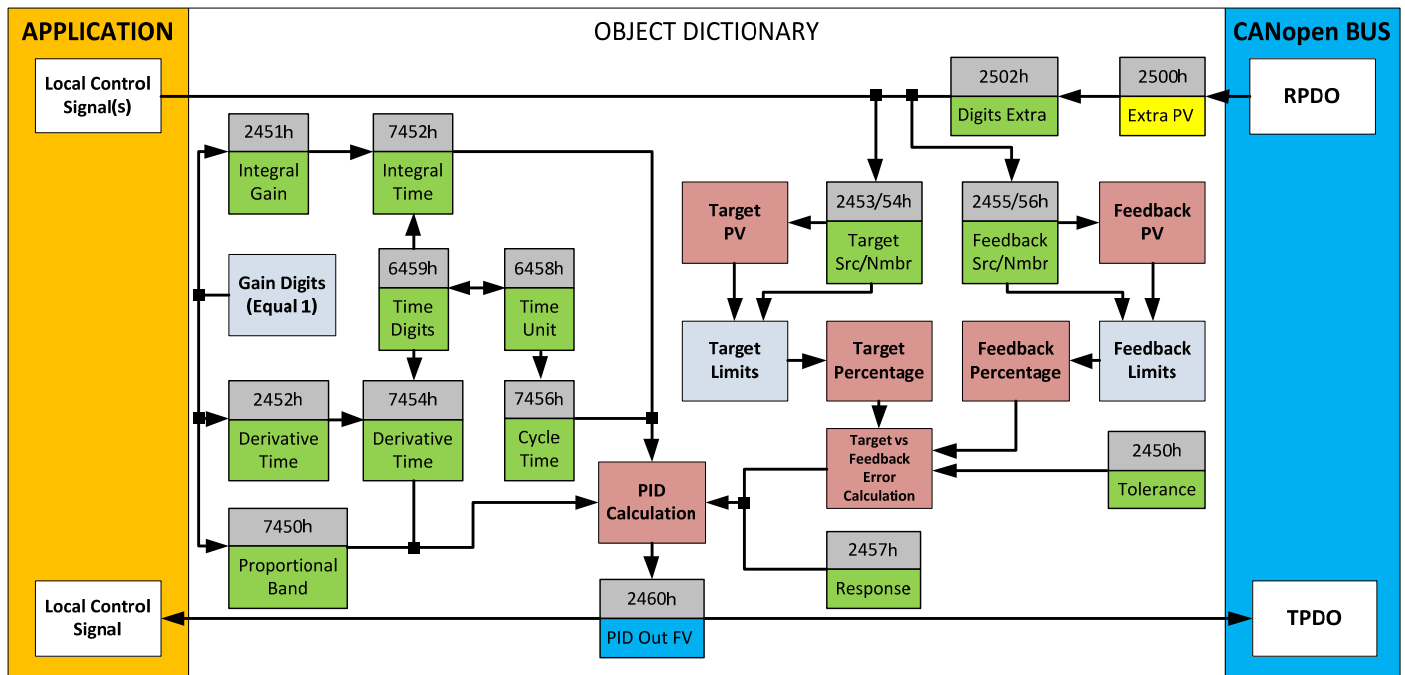 APPLICATION
OBJECT DICTIONARY
CANopen BUS
Local Control
Signal(s)
2502h
Digits Extra
2500h
Extra PV
RPDO
2451h
Integral
Gain
7452h
Integral
Time
Target
PV
2453/54h
Target
Src/Nmbr
2455/56h
Feedback
Src/Nmbr
Feedback
PV
Gain Digits
(Equal 1)
6459h
Time
Digits
6458h
Time
Unit
Target
Limits
Target
Percentage
Feedback
Percentage
Feedback
Limits
2452h
Derivative
Time
7454h
Derivative
Time
7456h
Cycle
Time
Target vs
Feedback
Error
Calculation
2450h
Tolerance
PID
Calculation
7450h
Proportional
Band
2457h
Response
Local Control
Signal
2460h
PID Out FV
TPDO